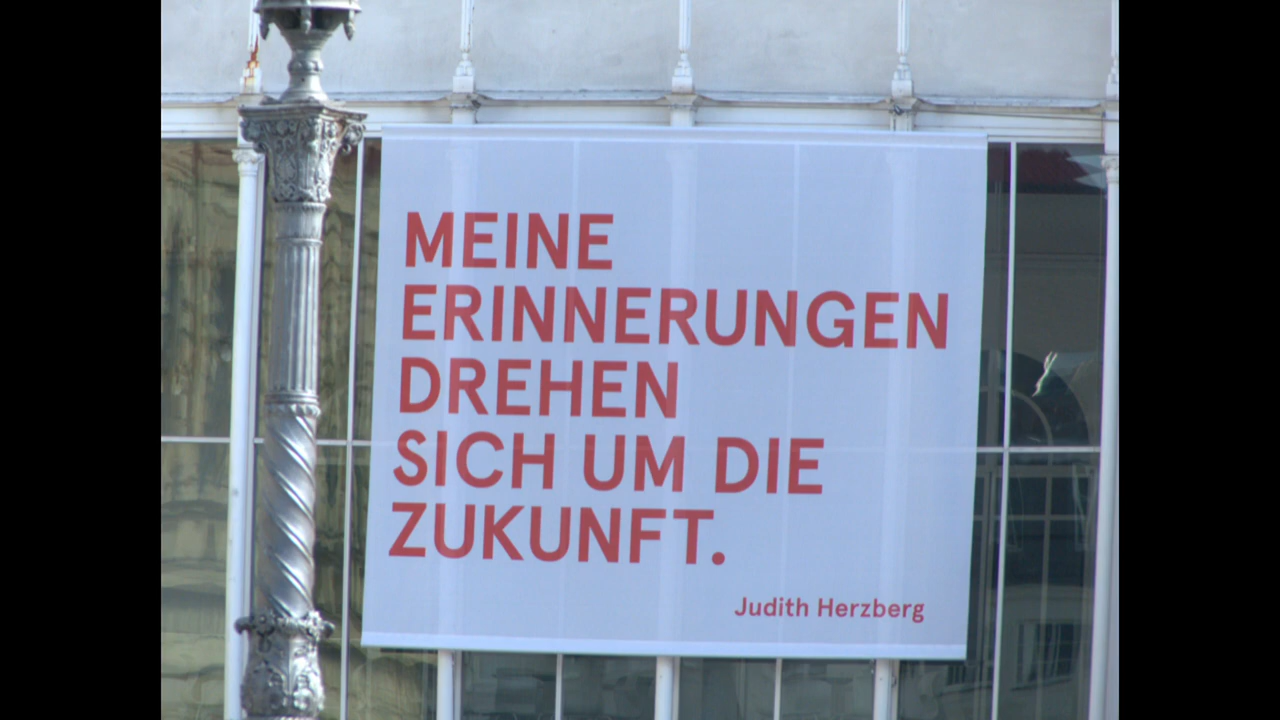 MEINE
ERINNERUNGEN
DREHEN
SICH UM DIE
ZUKUNFT.
Judith Herzberg